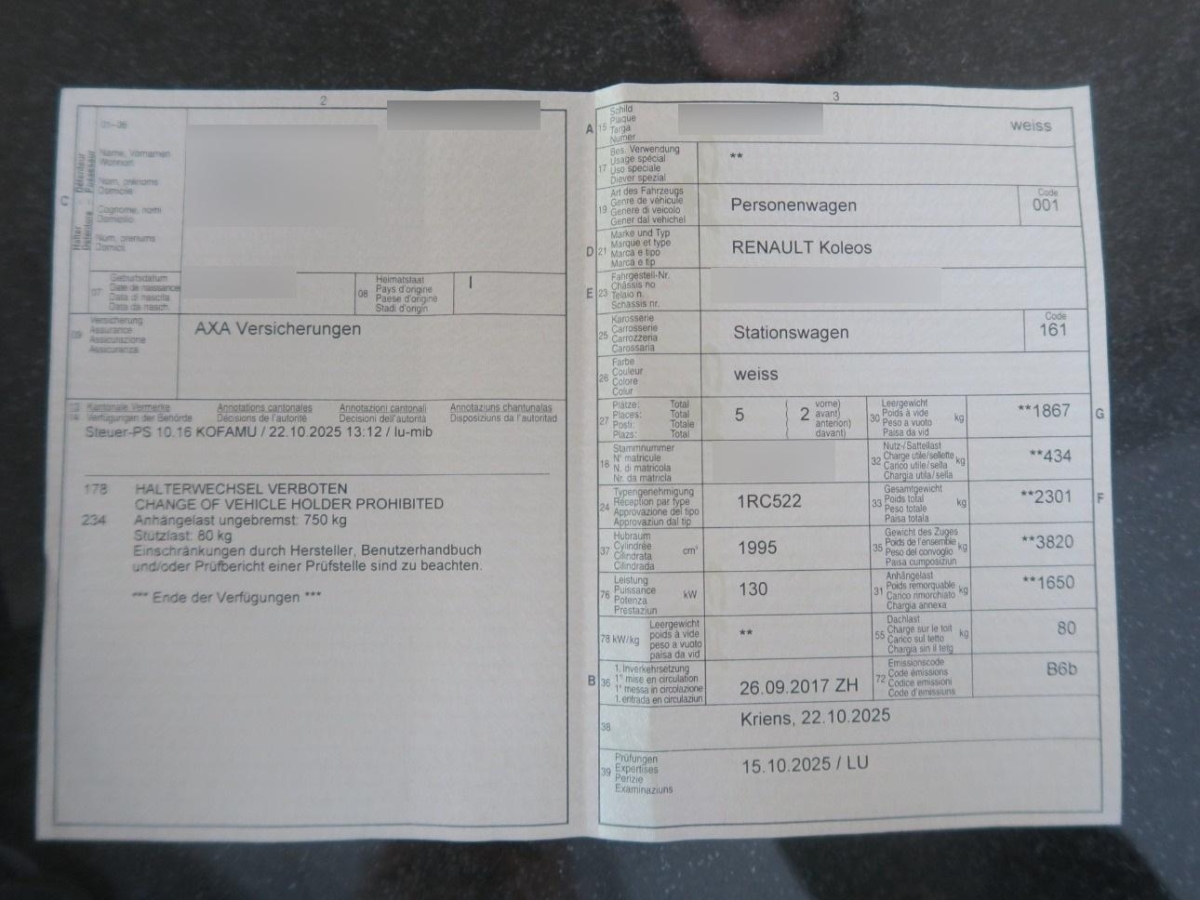 2
01–06
Name, Vornamen
Wohnort
Nom, prénoms
Domicile
Cognome, nomi
Domicilio
Num, prenums
Domicil
C
07
Geburtsdatum
Date de naissance
Data di nascita
Data da nasch.
08
Heimatstaat
Pays d'origine
Paese d'origine
Stadi d'origin
I
09
Versicherung
Assurance
Assicurazione
Assicuranza
AXA Versicherungen
13 Kantonale Vermerke Annotations cantonales Annotazioni cantonali Annotaziuns chantunalas
14 Verfügungen der Behörde Décisions de l'autorité Decisioni dell'autorità Disposiziuns da l'autoritad
Steuer-PS 10.16 KOFAMU / 22.10.2025 13:12 / lu-mib
178 HALTERWECHSEL VERBOTEN
CHANGE OF VEHICLE HOLDER PROHIBITED
234 Anhängelast ungebremst: 750 kg
Stützlast: 80 kg
Einschränkungen durch Hersteller, Benutzerhandbuch
und/oder Prüfbericht einer Prüfstelle sind zu beachten.
*** Ende der Verfügungen ***
3
A 15
Schild
Plaque
Targa
Numer
weiss
17
Bes. Verwendung
Usage spécial
Uso speciale
Diever spezial
**
19
Art des Fahrzeugs
Genre de véhicule
Genere di veicolo
Gener dal vehichel
Personenwagen
Code
001
D 21
Marke und Typ
Marque et type
Marca e tipo
Marca e tip
RENAULT Koleos
E 23
Fahrgestell-Nr.
Châssis no
Telaio n.
Schassis nr.
25
Karosserie
Carrosserie
Carrozzeria
Carossaria
Stationswagen
Code
161
26
Farbe
Couleur
Colore
Colur
weiss
27
Plätze: Total
Places: Total
Posti: Totale
Plazs: Total
5
( 2 vorne)
( avant)
( anteriori)
( davant)
30
Leergewicht
Poids à vide
Peso a vuoto
Paisa da vid
kg
**1867
G
18
Stammnummer
N° matricule
N. di matricola
Nr. da matricla
32
Nutz-/Sattellast
Charge utile/sellette
Carico utile/sella
Chargia utila/sella
kg
**434
24
Typengenehmigung
Réception par type
Approvazione del tipo
Approvaziun dal tip
1RC522
33
Gesamtgewicht
Poids total
Peso totale
Paisa totala
kg
**2301
F
37
Hubraum
Cylindrée
Cilindrata
Cilindrada
cm³
1995
35
Gewicht des Zuges
Poids de l'ensemble
Peso del convoglio
Paisa cumposiziun
kg
**3820
76
Leistung
Puissance
Potenza
Prestaziun
kW
130
31
Anhängelast
Poids remorquable
Carico rimorchiato
Chargia annexa
kg
**1650
78 kW/kg
Leergewicht
poids à vide
peso a vuoto
paisa da vid
**
55
Dachlast
Charge sur le toit
Carico sul tetto
Chargia sin il tetg
kg
80
B 36
1. Inverkehrsetzung
1re mise en circulation
1a messa in circolazione
1. entrada en circulaziun
26.09.2017 ZH
72
Emissionscode
Code émissions
Codice emissioni
Code d'emissiuns
B6b
38
Kriens, 22.10.2025
39
Prüfungen
Expertises
Perizie
Examinaziuns
15.10.2025 / LU